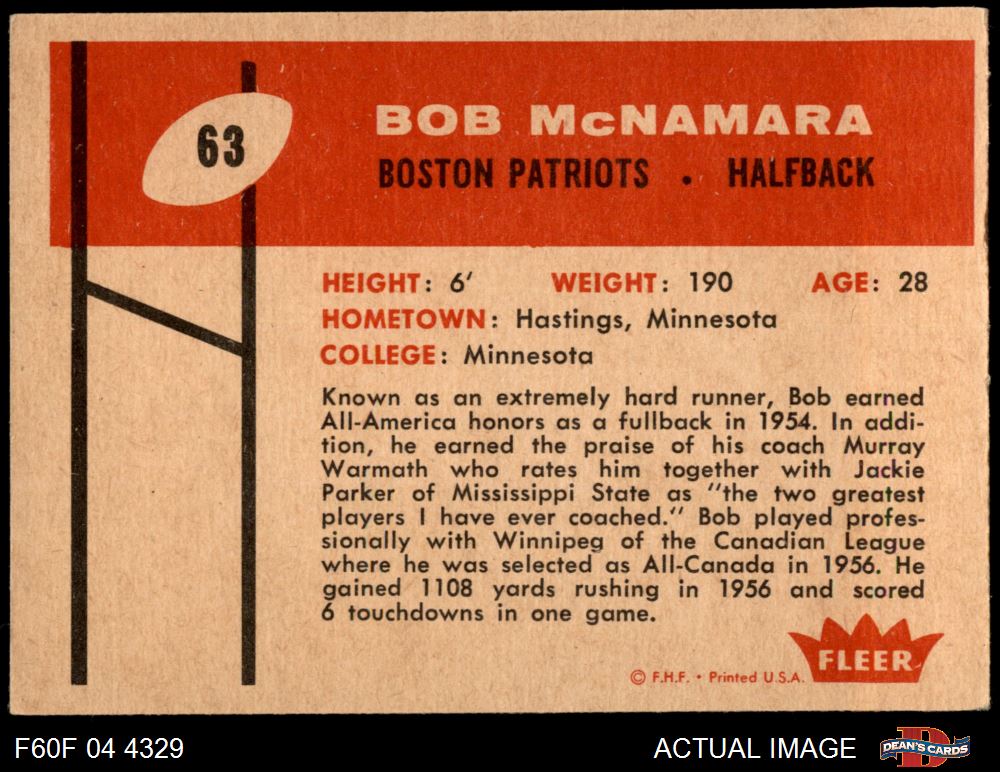 63
BOB McNAMARA
BOSTON PATRIOTS • HALFBACK
HEIGHT: 6' WEIGHT: 190 AGE: 28
HOMETOWN: Hastings, Minnesota
COLLEGE: Minnesota
Known as an extremely hard runner, Bob earned
All-America honors as a fullback in 1954. In addi-
tion, he earned the praise of his coach Murray
Warmath who rates him together with Jackie
Parker of Mississippi State as "the two greatest
players I have ever coached." Bob played profes-
sionally with Winnipeg of the Canadian League
where he was selected as All-Canada in 1956. He
gained 1108 yards rushing in 1956 and scored
6 touchdowns in one game.
© F.H.F. • Printed U.S.A.
FLEER
F60F 04 4329
ACTUAL IMAGE
D
DEAN'S CARDS